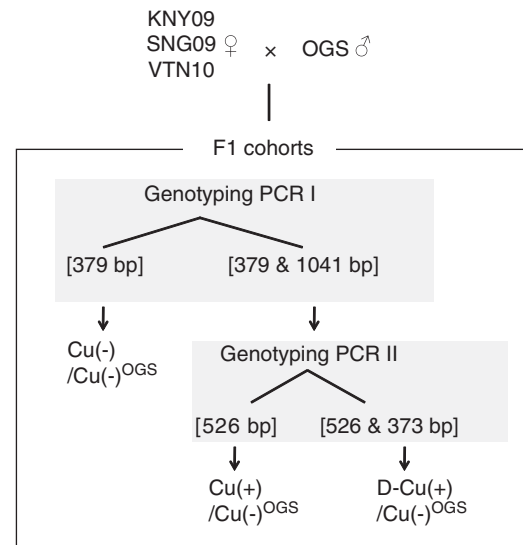 KNY09
SNG09 ♀ × OGS ♂
VTN10
F1 cohorts
Genotyping PCR I
[379 bp] [379 & 1041 bp]
Cu(-)
/Cu(-)OGS
Genotyping PCR II
[526 bp] [526 & 373 bp]
Cu(+) D-Cu(+)
/Cu(-)OGS /Cu(-)OGS